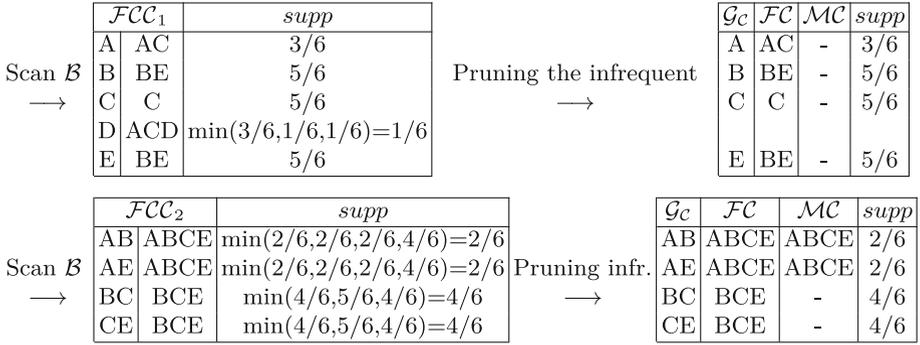 𝓕𝓒𝓒₁ supp 𝓖𝓒 𝓕𝓒 𝓜𝓒 supp
A AC 3/6 A AC - 3/6
Scan 𝓑 B BE 5/6 Pruning the infrequent B BE - 5/6
⟶ C C 5/6 ⟶ C C - 5/6
D ACD min(3/6,1/6,1/6)=1/6
E BE 5/6 E BE - 5/6
𝓕𝓒𝓒₂ supp 𝓖𝓒 𝓕𝓒 𝓜𝓒 supp
AB ABCE min(2/6,2/6,2/6,4/6)=2/6 AB ABCE ABCE 2/6
Scan 𝓑 AE ABCE min(2/6,2/6,2/6,4/6)=2/6 Pruning infr. AE ABCE ABCE 2/6
⟶ BC BCE min(4/6,5/6,4/6)=4/6 ⟶ BC BCE - 4/6
CE BCE min(4/6,5/6,4/6)=4/6 CE BCE - 4/6